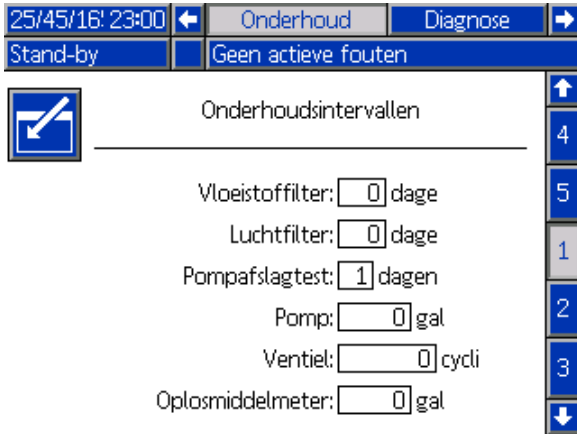 25/45/16' 23:00 Onderhoud Diagnose
Stand-by Geen actieve fouten
Onderhoudsintervallen
Vloeistoffilter: 0 dage
Luchtfilter: 0 dage
Pompafslagtest: 1 dagen
Pomp: 0 gal
Ventiel: 0 cycli
Oplosmiddelmeter: 0 gal
4
5
1
2
3